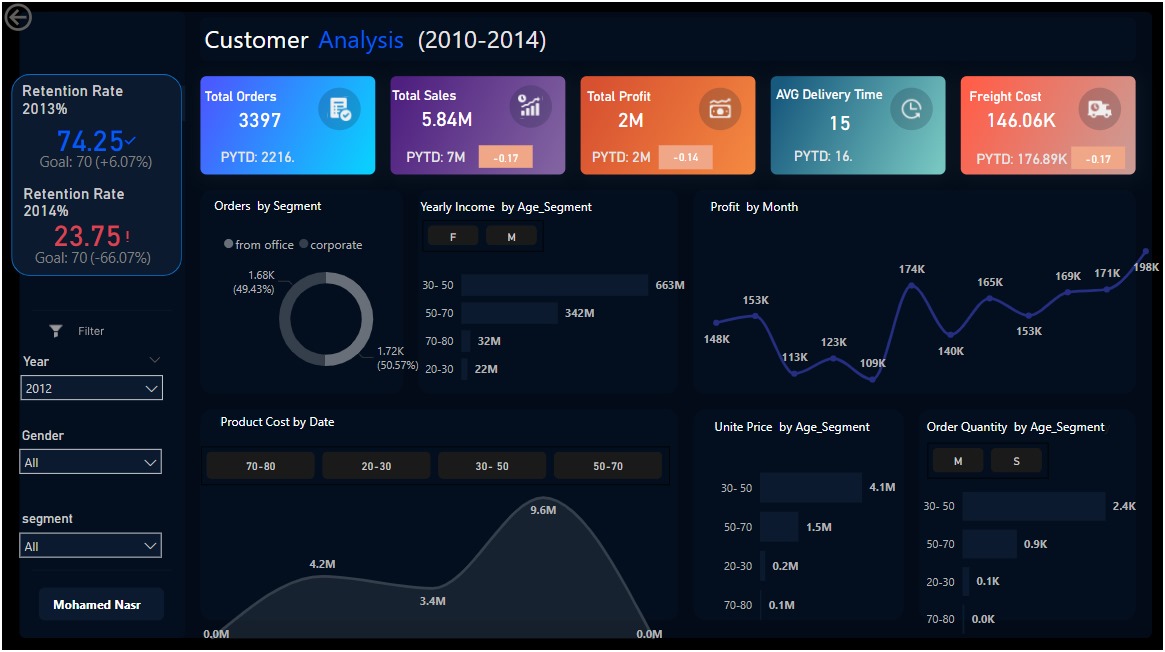 Customer Analysis (2010-2014)
Retention Rate
2013%
74.25
Goal: 70 (+6.07%)
Retention Rate
2014%
23.75!
Goal: 70 (-66.07%)
Filter
Year
2012
Gender
All
segment
All
Mohamed Nasr
Total Orders
3397
PYTD: 2216.
Total Sales
5.84M
PYTD: 7M -0.17
Total Profit
2M
PYTD: 2M -0.14
AVG Delivery Time
15
PYTD: 16.
Freight Cost
146.06K
PYTD: 176.89K -0.17
Orders by Segment
from office corporate
1.68K
(49.43%)
1.72K
(50.57%)
Yearly Income by Age_Segment
F M
30- 50 663M
50-70 342M
70-80 32M
20-30 22M
Profit by Month
148K
153K
113K
123K
109K
174K
140K
165K
153K
169K
171K
198K
Product Cost by Date
70-80 20-30 30- 50 50-70
0.0M
4.2M
3.4M
9.6M
0.0M
Unite Price by Age_Segment
30- 50 4.1M
50-70 1.5M
20-30 0.2M
70-80 0.1M
Order Quantity by Age_Segment
M S
30- 50 2.4K
50-70 0.9K
20-30 0.1K
70-80 0.0K